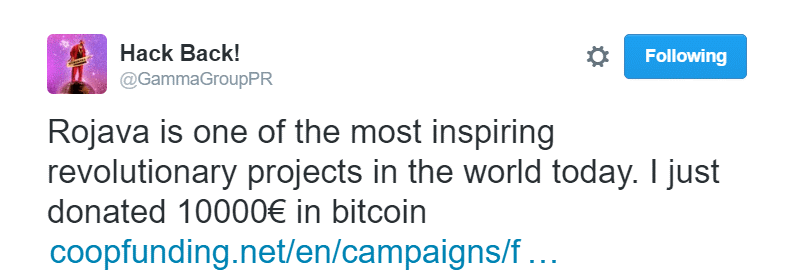 Hack Back!
@GammaGroupPR
Following
Rojava is one of the most inspiring
revolutionary projects in the world today. I just
donated 10000€ in bitcoin
coopfunding.net/en/campaigns/f …